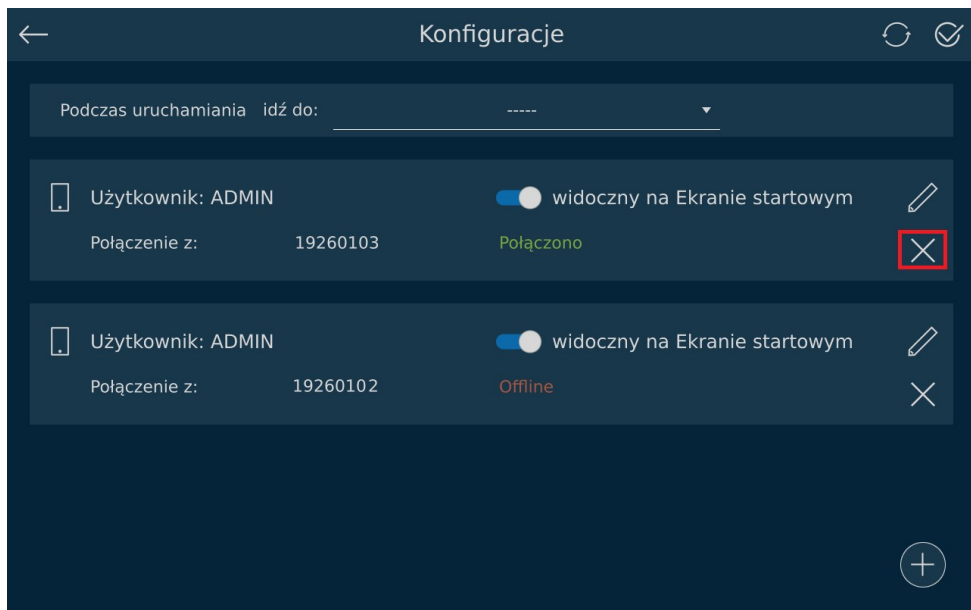 Konfiguracje
Podczas uruchamiania idź do: -----
Użytkownik: ADMIN widoczny na Ekranie startowym
Połączenie z: 19260103 Połączono
Użytkownik: ADMIN widoczny na Ekranie startowym
Połączenie z: 19260102 Offline